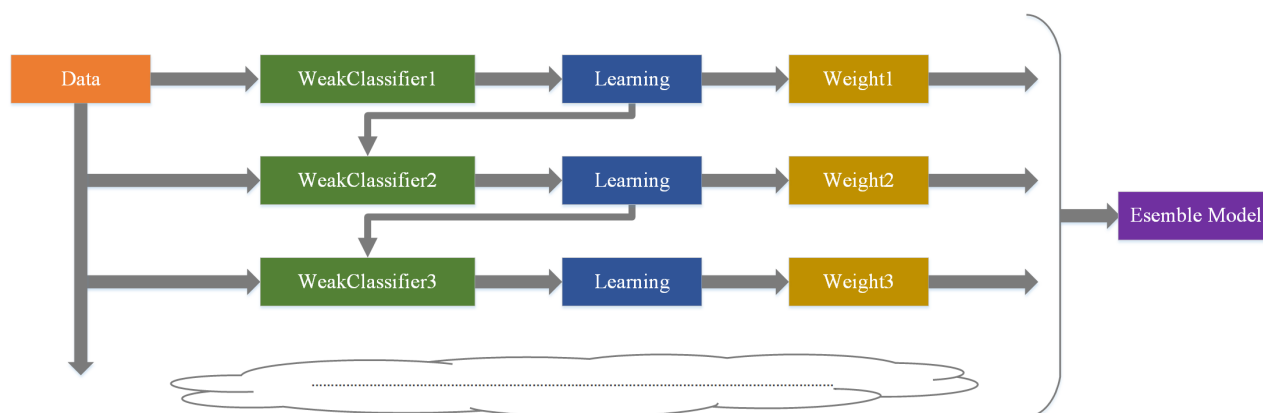 Data
WeakClassifier1
Learning
Weight1
WeakClassifier2
Learning
Weight2
Esemble Model
WeakClassifier3
Learning
Weight3
................................................................